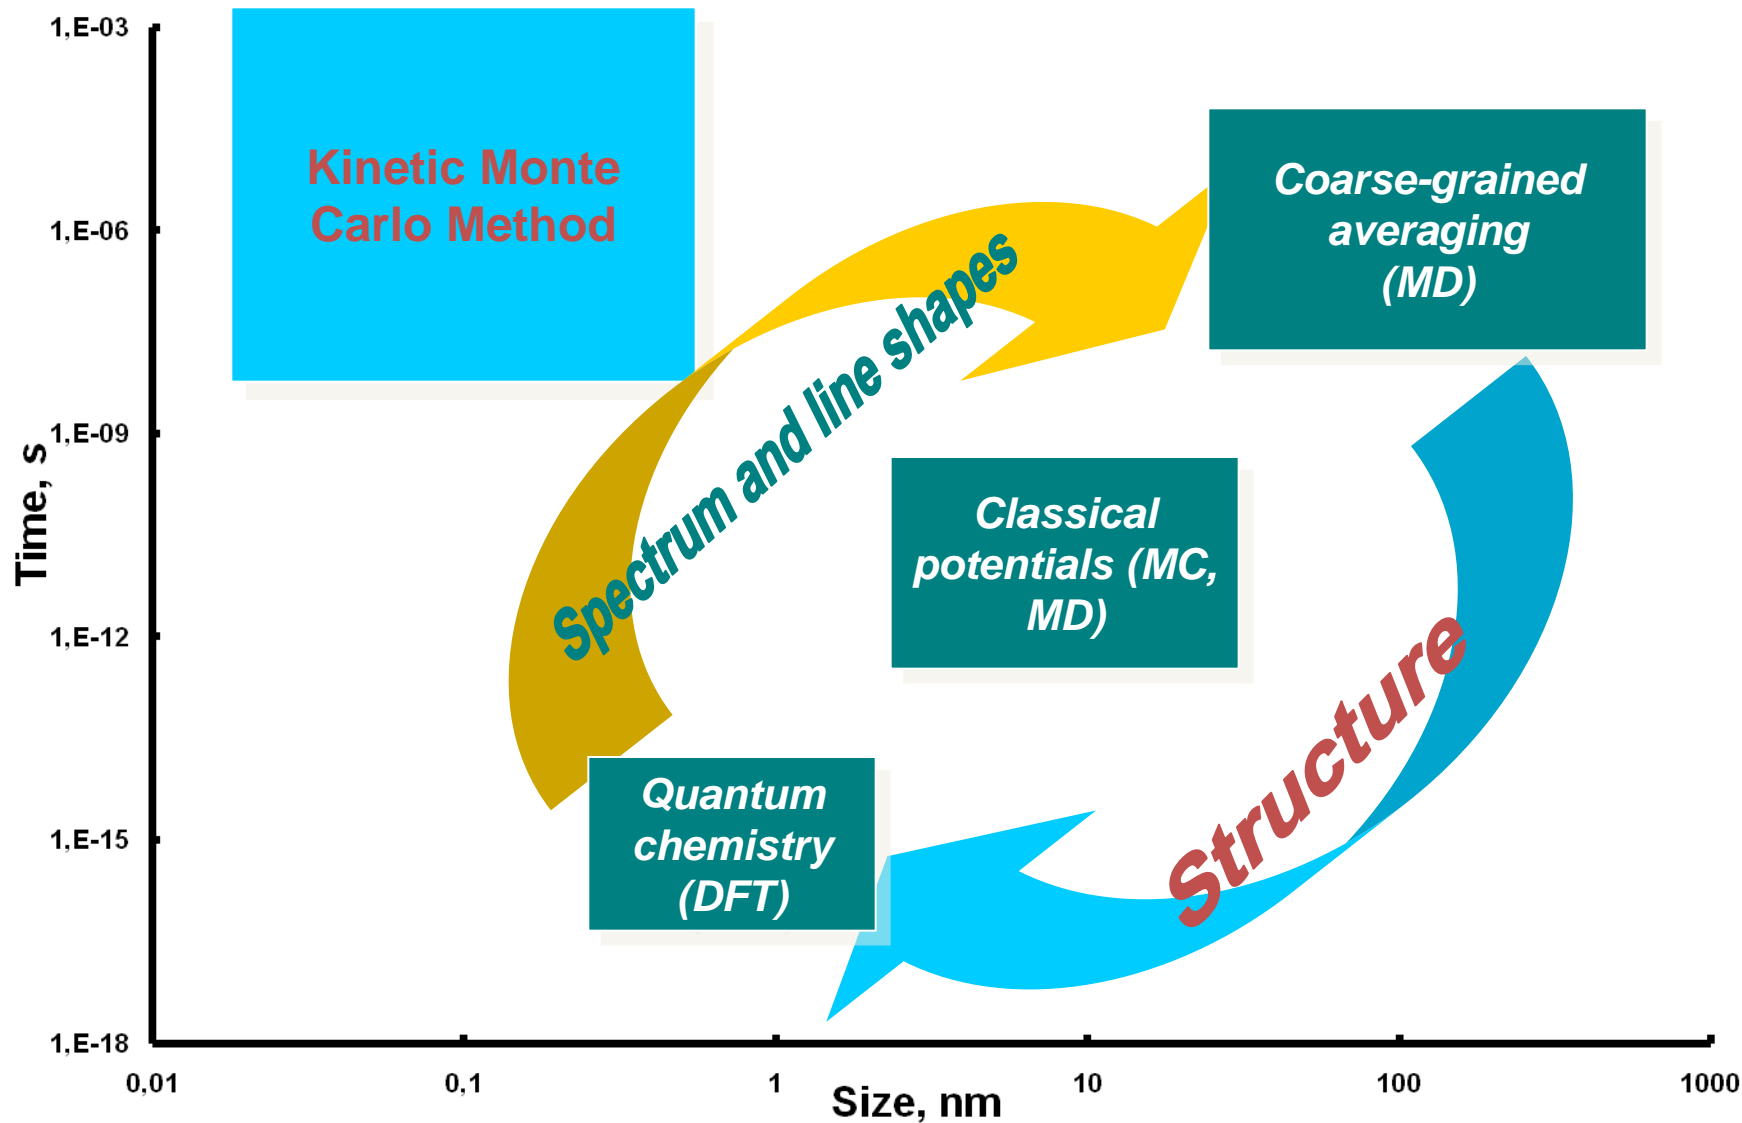 1,E-03
1,E-06
1,E-09
1,E-12
1,E-15
1,E-18
Time, s
Kinetic Monte
Carlo Method
Coarse-grained
averaging
(MD)
Spectrum and line shapes
Classical
potentials (MC,
MD)
Structure
Quantum
chemistry
(DFT)
0,01
0,1
1
10
100
1000
Size, nm